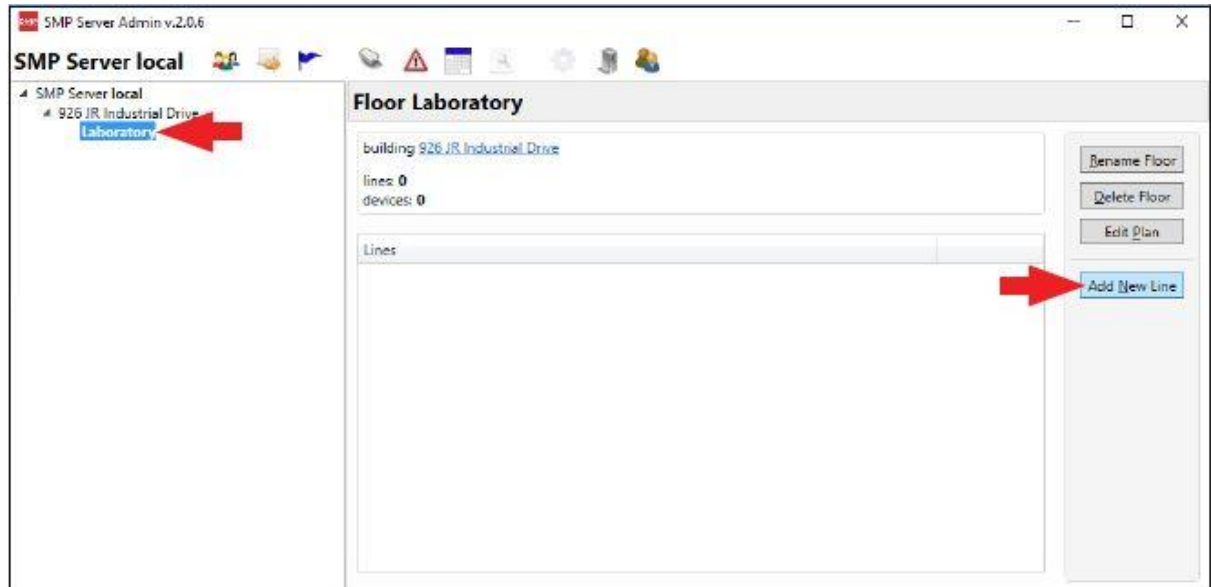 SMP Server Admin v.2.0.6
SMP Server local
SMP Server local
926 JR Industrial Drive
Laboratory
Floor Laboratory
building 926 JR Industrial Drive
lines: 0
devices: 0
Lines
Rename Floor
Delete Floor
Edit Plan
Add New Line